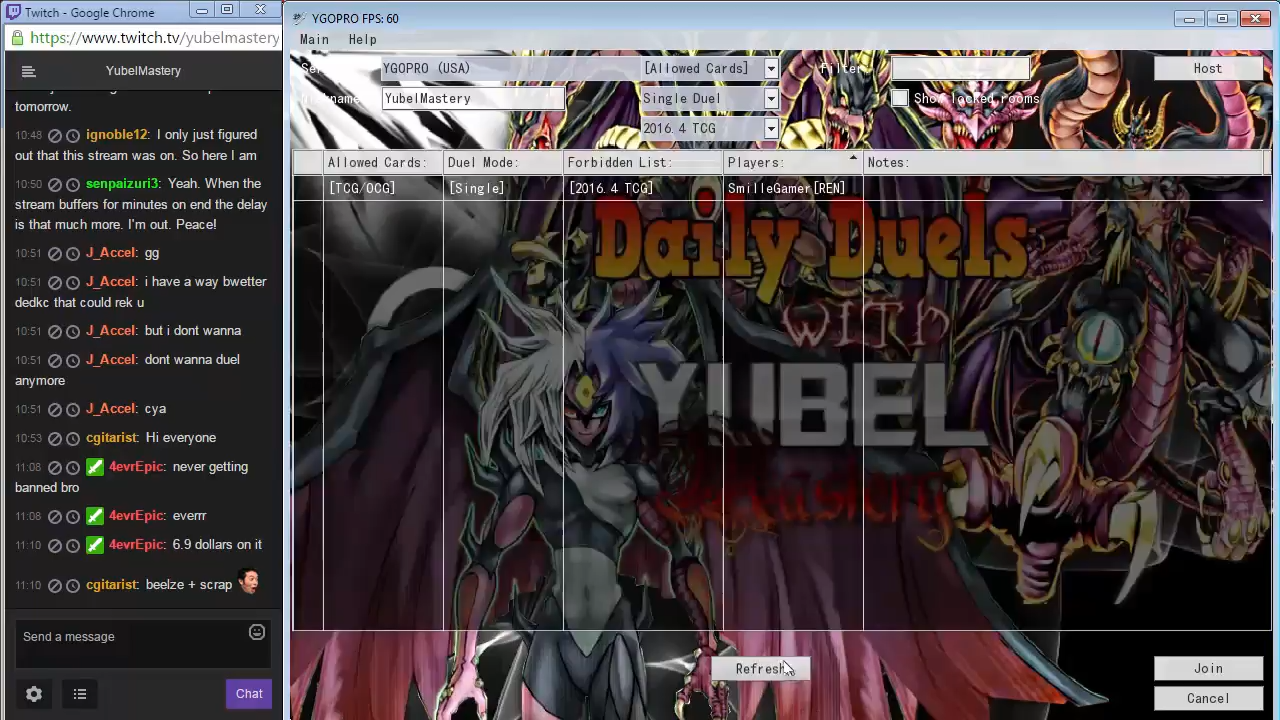 Twitch - Google Chrome
https://www.twitch.tv/yubelmastery
YubelMastery
tomorrow.
10:48 ignoble12: I only just figured
out that this stream was on. So here I am
10:50 senpaizuri3: Yeah. When the
stream buffers for minutes on end the delay
is that much more. I'm out. Peace!
10:51 J_Accel: gg
10:51 J_Accel: i have a way bwetter
dedkc that could rek u
10:51 J_Accel: but i dont wanna
10:51 J_Accel: dont wanna duel
anymore
10:51 J_Accel: cya
10:53 cgitarist: Hi everyone
11:08 4evrEpic: never getting
banned bro
11:08 4evrEpic: everrr
11:10 4evrEpic: 6.9 dollars on it
11:10 cgitarist: beelze + scrap
Send a message
Chat
YGOPRO FPS: 60
Main Help
YGOPRO (USA) [Allowed Cards] filter Host
YubelMastery Single Duel Show locked rooms
2016.4 TCG
Allowed Cards: Duel Mode: Forbidden List: Players: Notes:
[TCG/OCG] [Single] [2016.4 TCG] SmilleGamer[REN]
Daily Duels
WITH
YUBEL
Mastery
Refresh
Join
Cancel